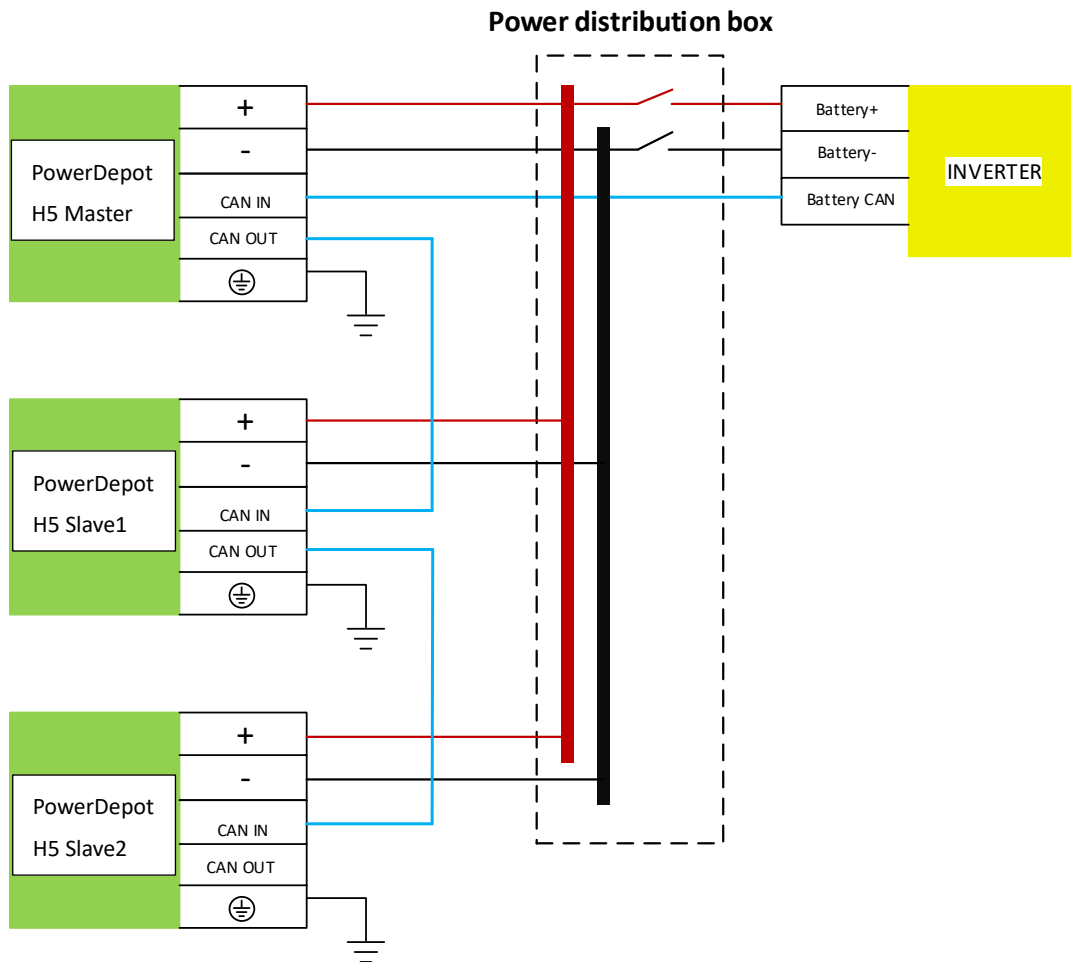 Power distribution box
PowerDepot
H5 Master
+
-
CAN IN
CAN OUT
Battery+
Battery-
Battery CAN
INVERTER
PowerDepot
H5 Slave1
+
-
CAN IN
CAN OUT
PowerDepot
H5 Slave2
+
-
CAN IN
CAN OUT